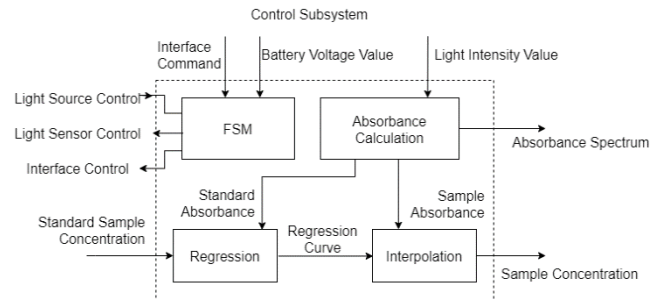 Control Subsystem
Interface
Command
Battery Voltage Value
Light Intensity Value
Light Source Control
Light Sensor Control
Interface Control
FSM
Absorbance
Calculation
Absorbance Spectrum
Standard
Absorbance
Sample
Absorbance
Standard Sample
Concentration
Regression
Regression
Curve
Interpolation
Sample Concentration